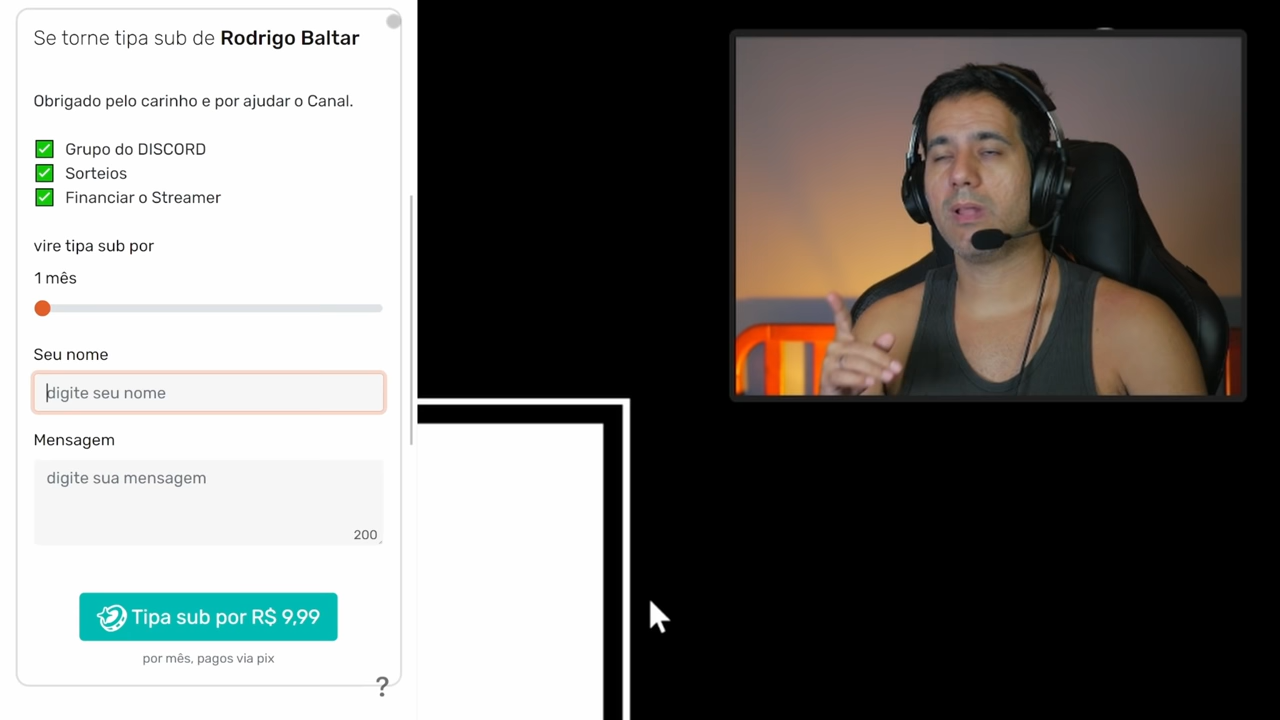 Se torne tipa sub de Rodrigo Baltar
Obrigado pelo carinho e por ajudar o Canal.
Grupo do DISCORD
Sorteios
Financiar o Streamer
vire tipa sub por
1 mês
Seu nome
digite seu nome
Mensagem
digite sua mensagem
200
Tipa sub por R$ 9,99
por mês, pagos via pix
?